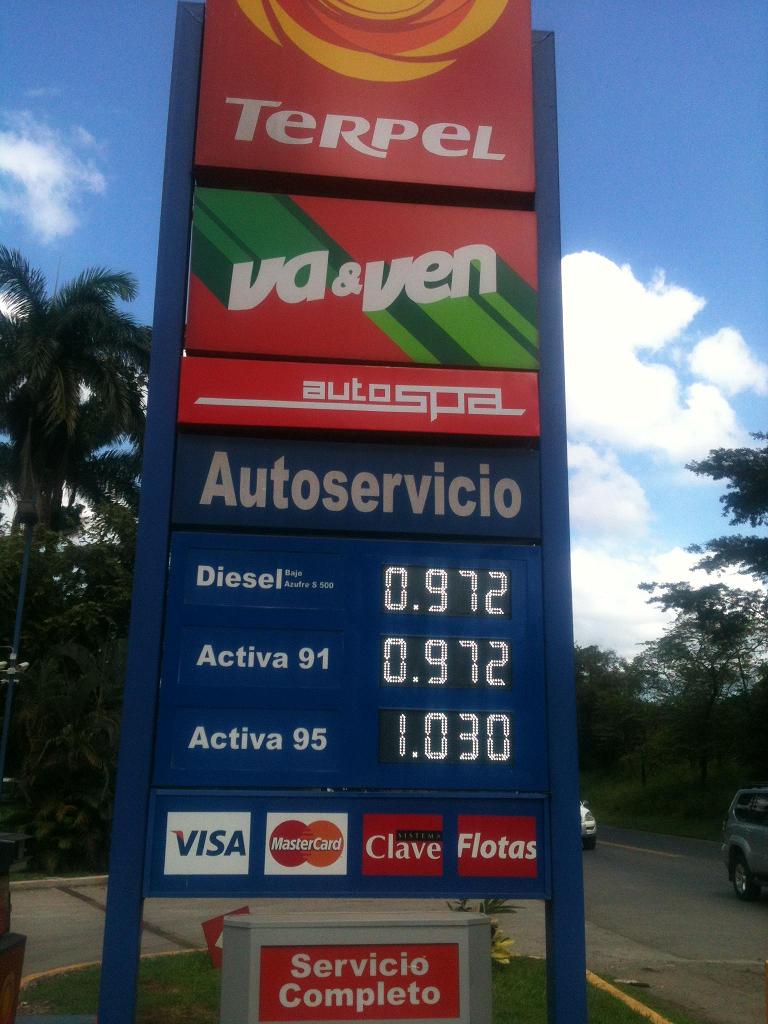 TERPEL
va&ven
autospa
Autoservicio
Diesel Bajo Azufre S 500 0.972
Activa 91 0.972
Activa 95 1.030
VISA MasterCard SISTEMA Clave Flotas
Servicio
Completo